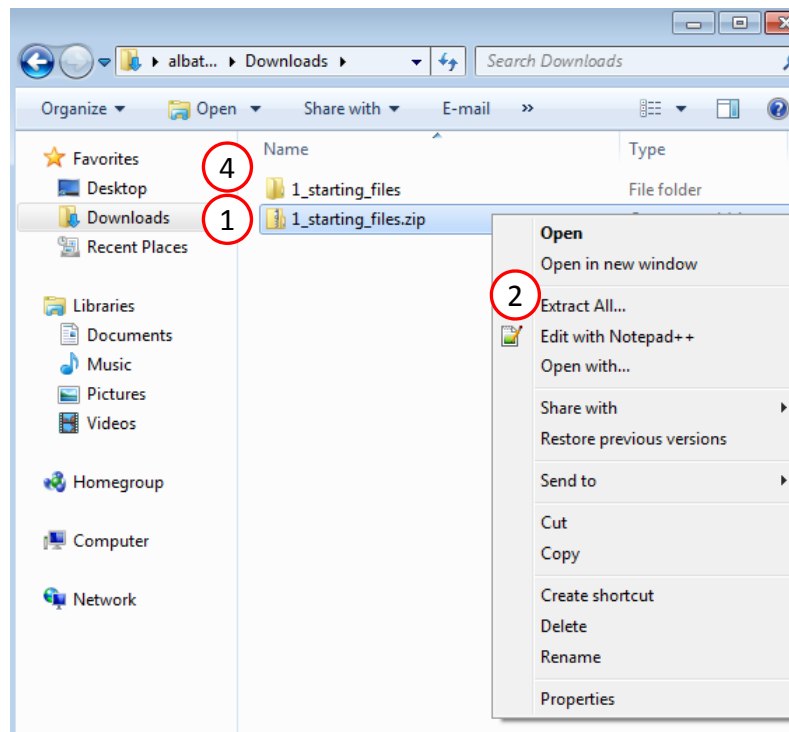 albat... Downloads
Search Downloads
Organize Open Share with E-mail »
Favorites
Desktop
Downloads
Recent Places
Libraries
Documents
Music
Pictures
Videos
Homegroup
Computer
Network
Name Type
4 1_starting_files File folder
1 1_starting_files.zip
Open
Open in new window
2 Extract All...
Edit with Notepad++
Open with...
Share with
Restore previous versions
Send to
Cut
Copy
Create shortcut
Delete
Rename
Properties